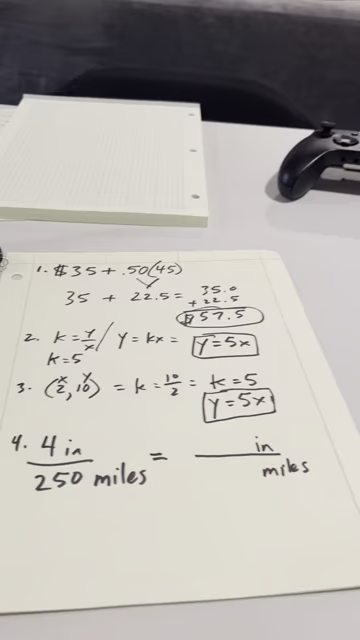 1. $35 + .50(45)
35 + 22.5 = 35.0
+22.5
$57.5
2. k = y/x / y = kx = y=5x
k = 5
3. (2, 10) x y = k = 10/2 = k = 5
y=5x
4. 4 in = in
250 miles miles